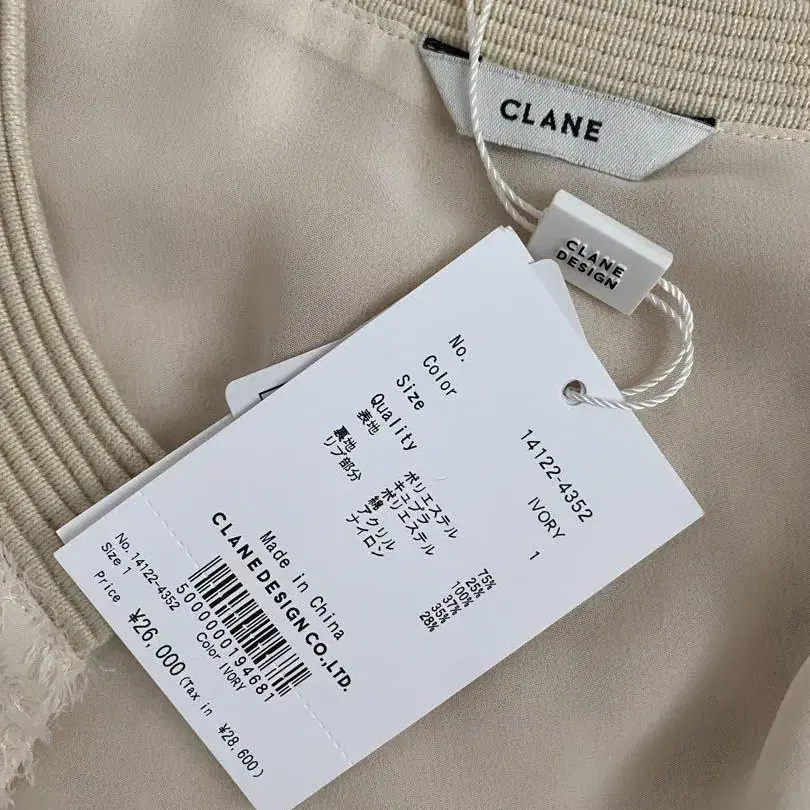 CLANE
CLANE
DESIGN
No. 14122-4352
Color IVORY
Size 1
Quality
表地 ポリエステル 75%
キュプラ 25%
裏地 ポリエステル 100%
リブ部分 綿 37%
アクリル 35%
ナイロン 28%
Made in China
CLANEDESIGN CO.,LTD.
5000000194681
No. 14122-4352
Size 1 Color IVORY
Price ¥26,000 (Tax in ¥28,600)